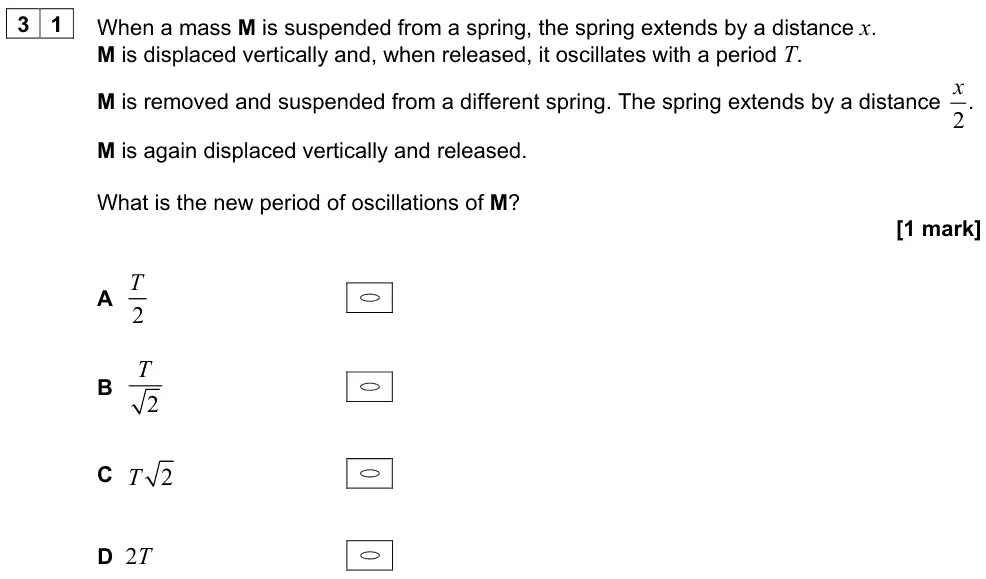 3 1 When a mass M is suspended from a spring, the spring extends by a distance x.
M is displaced vertically and, when released, it oscillates with a period T.
M is removed and suspended from a different spring. The spring extends by a distance x/2.
M is again displaced vertically and released.
What is the new period of oscillations of M?
[1 mark]
A T/2
B T/√2
C T√2
D 2T